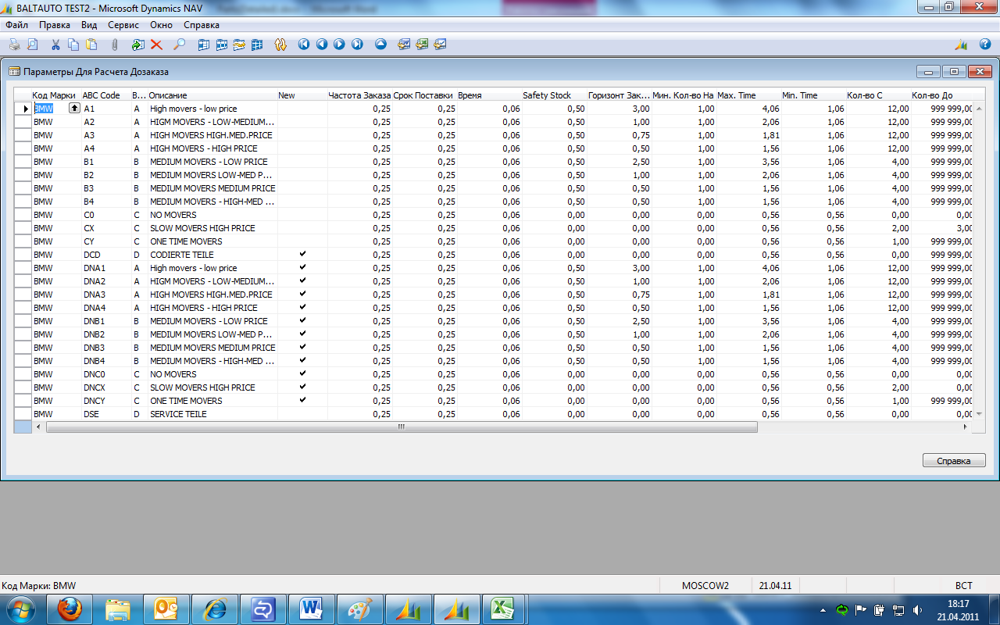 BALTAUTO TEST2 - Microsoft Dynamics NAV
Файл Правка Вид Сервис Окно Справка
Параметры Для Расчета Дозаказа
Код Марки ABC Code B... Описание New Частота Заказа Срок Поставки Время Safety Stock Горизонт Зак... Мин. Кол-во На Max. Time Min. Time Кол-во С Кол-во До
BMW A1 A High movers - low price 0,25 0,25 0,06 0,50 3,00 1,00 4,06 1,06 12,00 999 999,00
BMW A2 A HIGM MOVERS - LOW-MEDIUM... 0,25 0,25 0,06 0,50 1,00 1,00 2,06 1,06 12,00 999 999,00
BMW A3 A HIGH MOVERS HIGH.MED.PRICE 0,25 0,25 0,06 0,50 0,75 1,00 1,81 1,06 12,00 999 999,00
BMW A4 A HIGH MOVERS - HIGH PRICE 0,25 0,25 0,06 0,50 0,50 1,00 1,56 1,06 12,00 999 999,00
BMW B1 B MEDIUM MOVERS - LOW PRICE 0,25 0,25 0,06 0,50 2,50 1,00 3,56 1,06 4,00 999 999,00
BMW B2 B MEDIUM MOVERS LOW-MED P... 0,25 0,25 0,06 0,50 1,00 1,00 2,06 1,06 4,00 999 999,00
BMW B3 B MEDIUM MOVERS MEDIUM PRICE 0,25 0,25 0,06 0,50 0,50 1,00 1,56 1,06 4,00 999 999,00
BMW B4 B MEDIUM MOVERS - HIGH-MED ... 0,25 0,25 0,06 0,50 0,50 1,00 1,56 1,06 4,00 999 999,00
BMW C0 C NO MOVERS 0,25 0,25 0,06 0,00 0,00 0,00 0,56 0,56 0,00 0,00
BMW CX C SLOW MOVERS HIGH PRICE 0,25 0,25 0,06 0,00 0,00 0,00 0,56 0,56 2,00 3,00
BMW CY C ONE TIME MOVERS 0,25 0,25 0,06 0,00 0,00 0,00 0,56 0,56 1,00 999 999,00
BMW DCD D CODIERTE TEILE ✔ 0,25 0,25 0,06 0,00 0,00 0,00 0,56 0,56 0,00 999 999,00
BMW DNA1 A High movers - low price ✔ 0,25 0,25 0,06 0,50 3,00 1,00 4,06 1,06 12,00 999 999,00
BMW DNA2 A HIGM MOVERS - LOW-MEDIUM... ✔ 0,25 0,25 0,06 0,50 1,00 1,00 2,06 1,06 12,00 999 999,00
BMW DNA3 A HIGH MOVERS HIGH.MED.PRICE ✔ 0,25 0,25 0,06 0,50 0,75 1,00 1,81 1,06 12,00 999 999,00
BMW DNA4 A HIGH MOVERS - HIGH PRICE ✔ 0,25 0,25 0,06 0,50 0,50 1,00 1,56 1,06 12,00 999 999,00
BMW DNB1 B MEDIUM MOVERS - LOW PRICE ✔ 0,25 0,25 0,06 0,50 2,50 1,00 3,56 1,06 4,00 999 999,00
BMW DNB2 B MEDIUM MOVERS LOW-MED P... ✔ 0,25 0,25 0,06 0,50 1,00 1,00 2,06 1,06 4,00 999 999,00
BMW DNB3 B MEDIUM MOVERS MEDIUM PRICE ✔ 0,25 0,25 0,06 0,50 0,50 1,00 1,56 1,06 4,00 999 999,00
BMW DNB4 B MEDIUM MOVERS - HIGH-MED ... ✔ 0,25 0,25 0,06 0,50 0,50 1,00 1,56 1,06 4,00 999 999,00
BMW DNC0 C NO MOVERS ✔ 0,25 0,25 0,06 0,00 0,00 0,00 0,56 0,56 0,00 0,00
BMW DNCX C SLOW MOVERS HIGH PRICE ✔ 0,25 0,25 0,06 0,00 0,00 0,00 0,56 0,56 2,00 0,00
BMW DNCY C ONE TIME MOVERS ✔ 0,25 0,25 0,06 0,00 0,00 0,00 0,56 0,56 1,00 999 999,00
BMW DSE D SERVICE TEILE 0,25 0,25 0,06 0,00 0,00 0,00 0,56 0,56 0,00 0,00
Справка
Код Марки: BMW MOSCOW2 21.04.11 ВСТ
18:17
21.04.2011